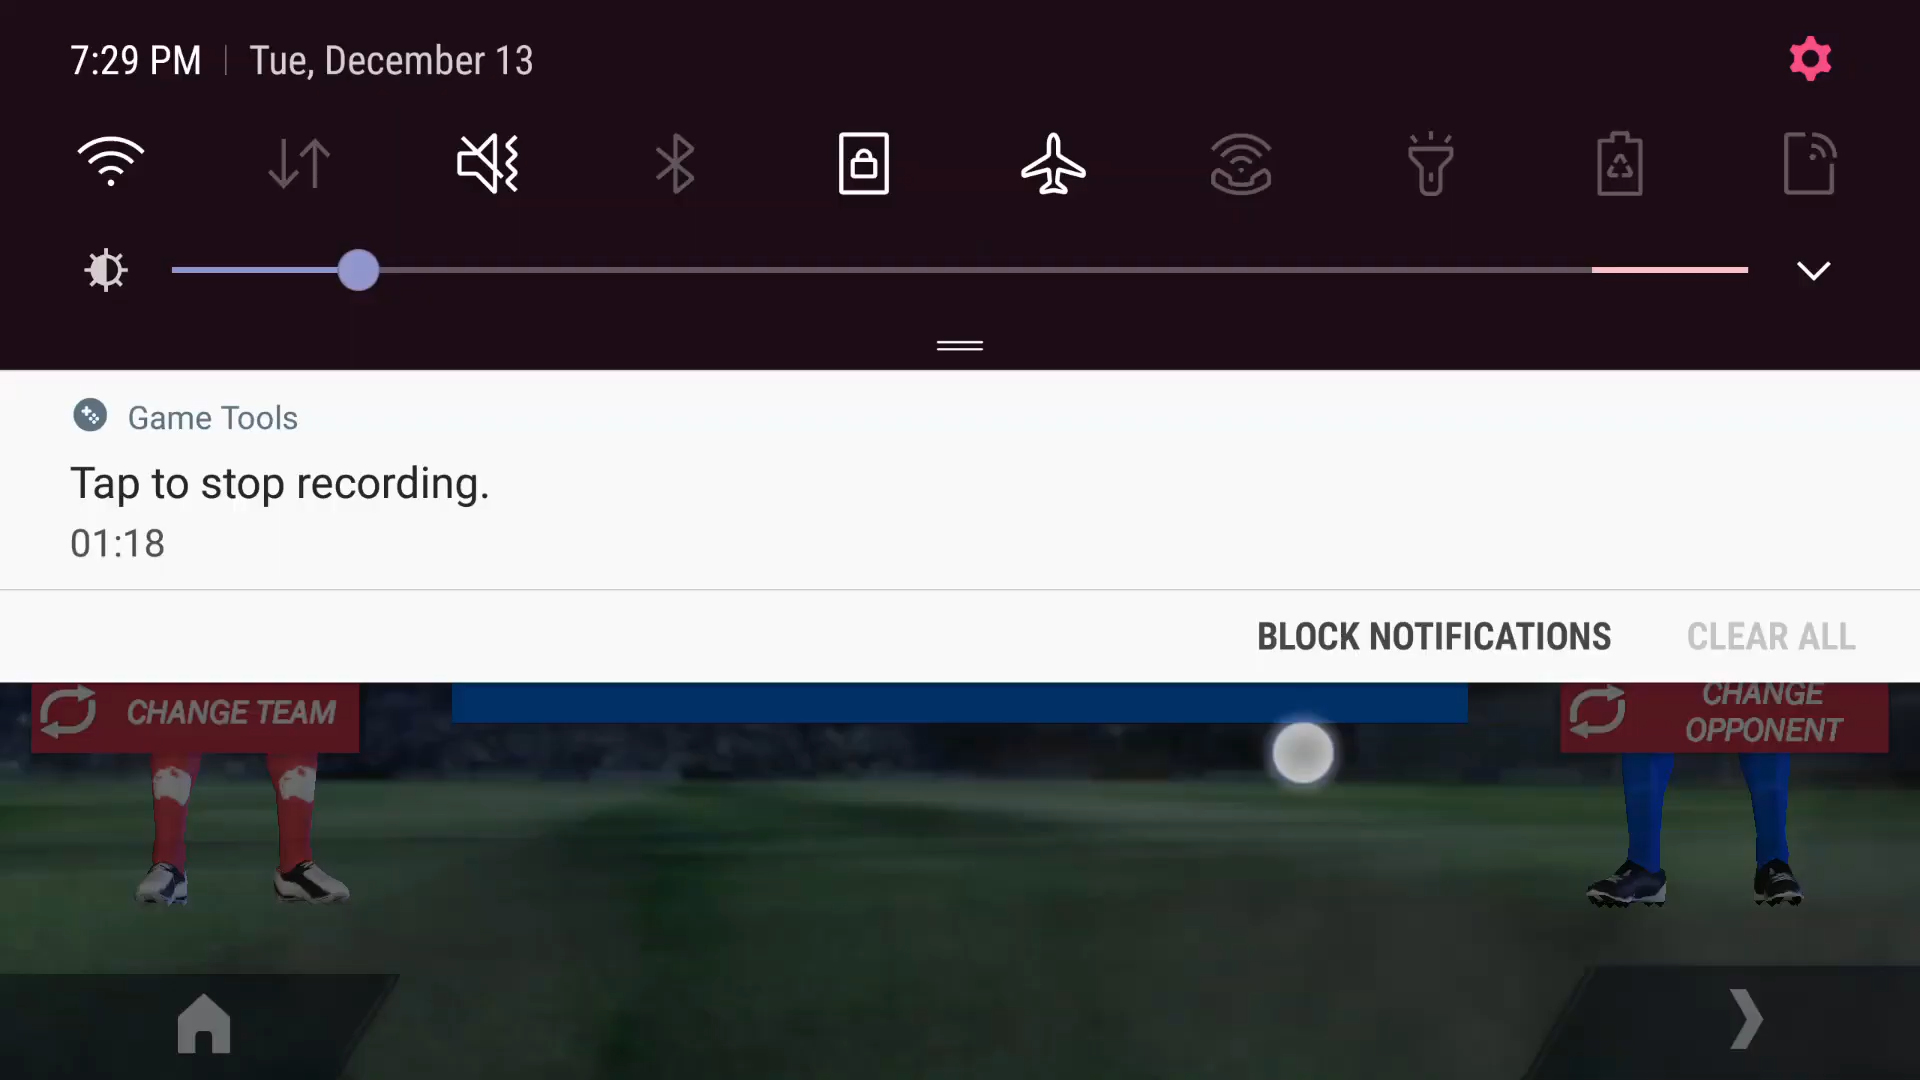 7:29 PM | Tue, December 13
Game Tools
Tap to stop recording.
01:18
BLOCK NOTIFICATIONS CLEAR ALL
CHANGE TEAM
CHANGE
OPPONENT